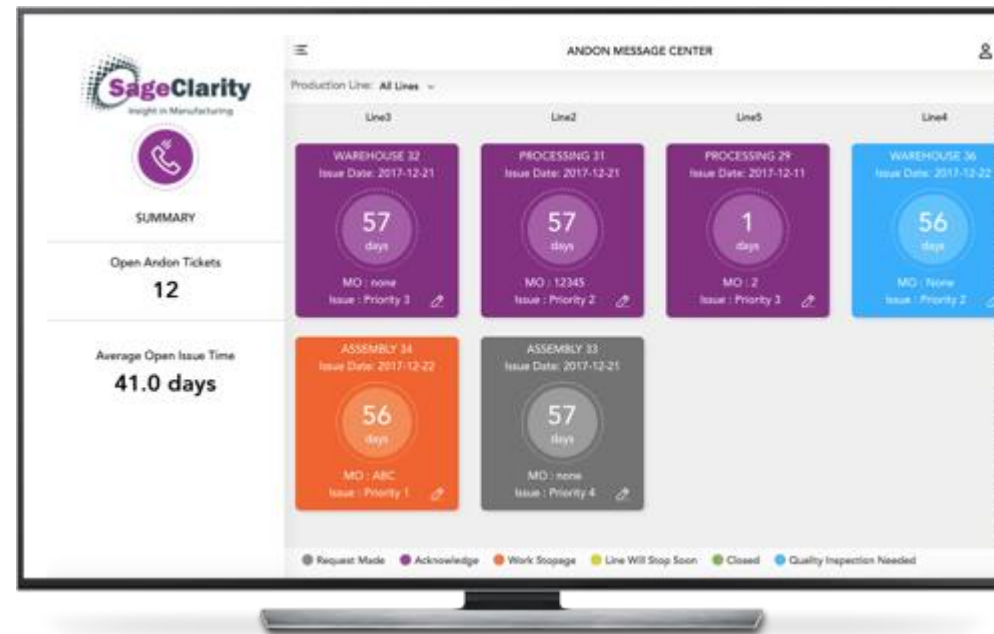 SageClarity
Insight in Manufacturing
SUMMARY
Open Andon Tickets
12
Average Open Issue Time
41.0 days
ANDON MESSAGE CENTER
Production Line: All Lines
Line3
Line2
Line5
Line4
WAREHOUSE 32
Issue Date: 2017-12-21
57
days
MO : none
Issue : Priority 3
PROCESSING 31
Issue Date: 2017-12-21
57
days
MO : 12345
Issue : Priority 2
PROCESSING 29
Issue Date: 2017-12-11
1
days
MO : 2
Issue : Priority 3
WAREHOUSE 36
Issue Date: 2017-12-22
56
days
MO : None
Issue : Priority 2
ASSEMBLY 34
Issue Date: 2017-12-22
56
days
MO : ABC
Issue : Priority 1
ASSEMBLY 33
Issue Date: 2017-12-21
57
days
MO : none
Issue : Priority 4
Request Made
Acknowledge
Work Stopage
Line Will Stop Soon
Closed
Quality Inspection Needed